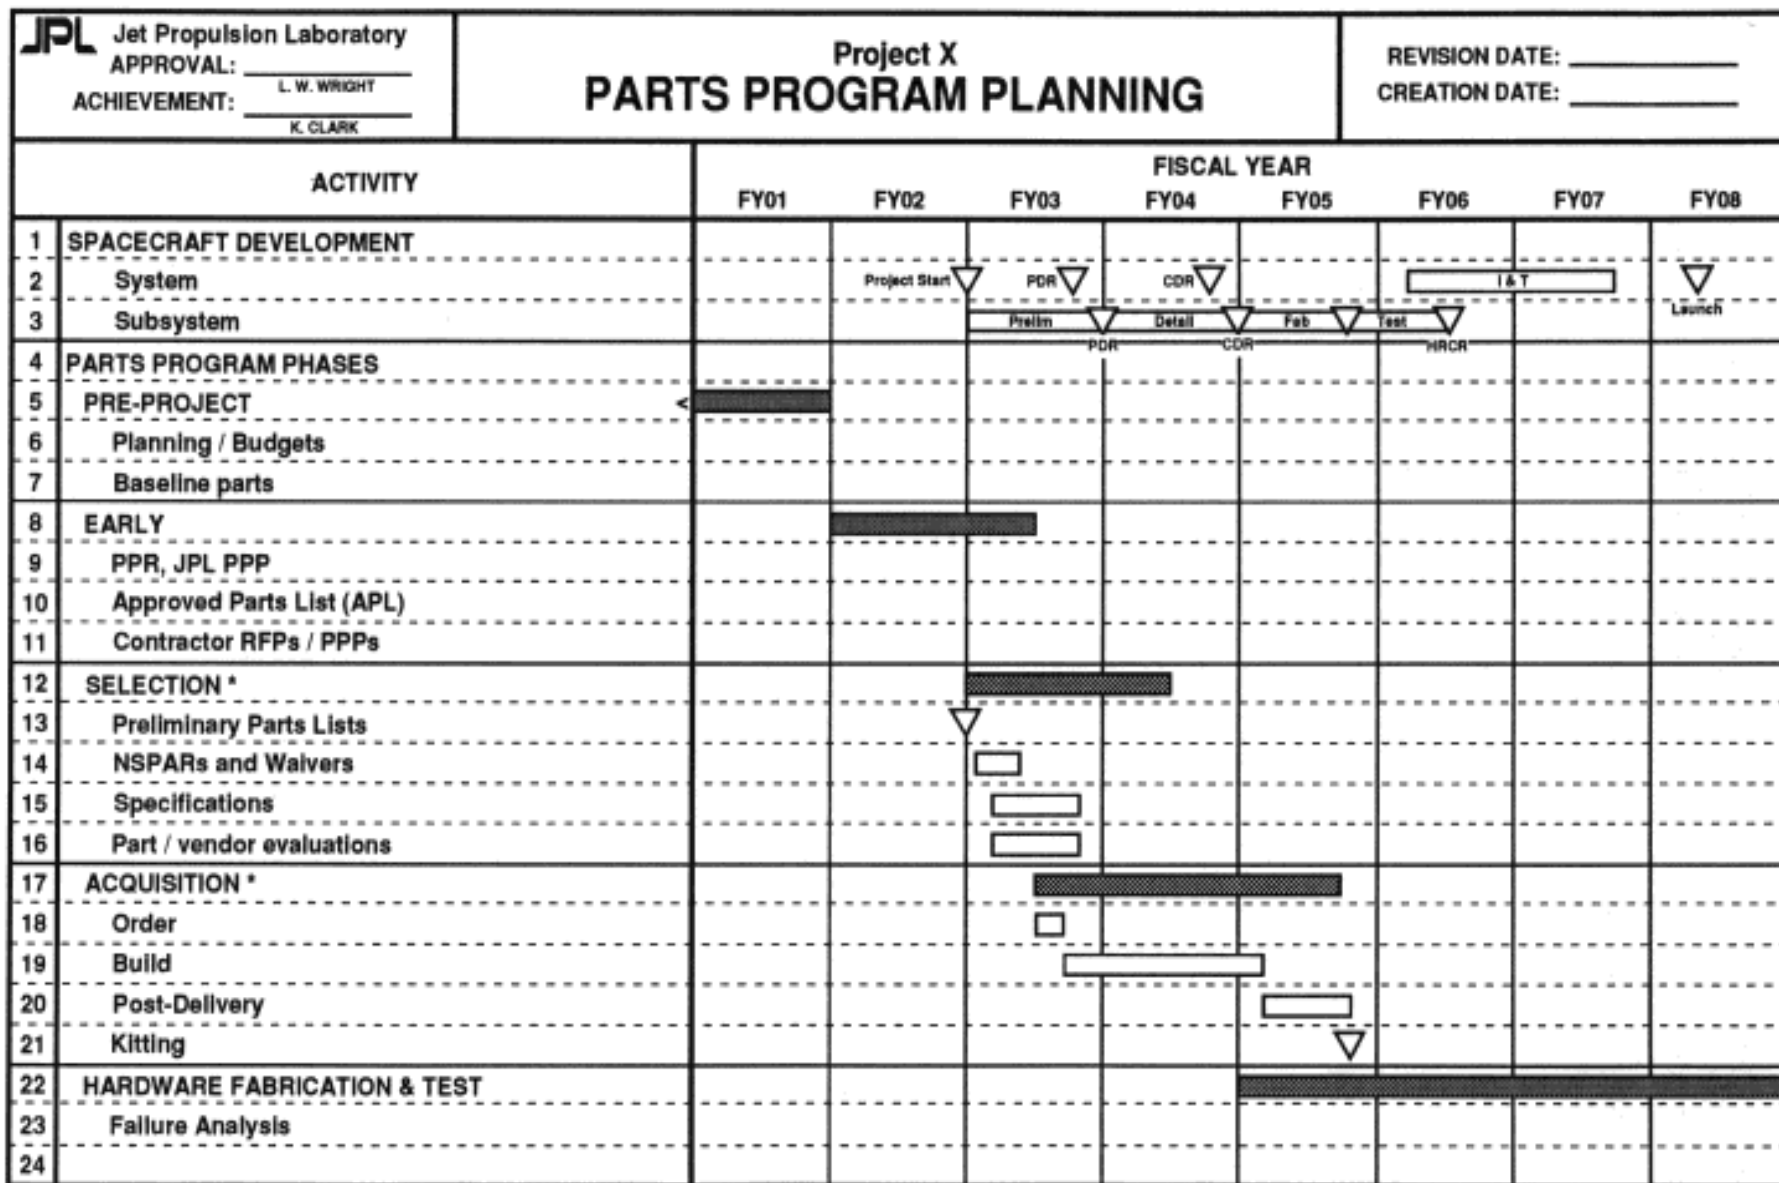 JPL Jet Propulsion Laboratory
APPROVAL:
L. W. WRIGHT
ACHIEVEMENT:
K. CLARK
Project X
PARTS PROGRAM PLANNING
REVISION DATE:
CREATION DATE:
ACTIVITY
FISCAL YEAR
FY01 FY02 FY03 FY04 FY05 FY06 FY07 FY08
1 SPACECRAFT DEVELOPMENT
2 System Project Start PDR CDR I & T
Launch
3 Subsystem Prelim Detail Fab Test
PDR CDR HRCR
4 PARTS PROGRAM PHASES
5 PRE-PROJECT <
6 Planning / Budgets
7 Baseline parts
8 EARLY
9 PPR, JPL PPP
10 Approved Parts List (APL)
11 Contractor RFPs / PPPs
12 SELECTION *
13 Preliminary Parts Lists
14 NSPARs and Waivers
15 Specifications
16 Part / vendor evaluations
17 ACQUISITION *
18 Order
19 Build
20 Post-Delivery
21 Kitting
22 HARDWARE FABRICATION & TEST
23 Failure Analysis
24